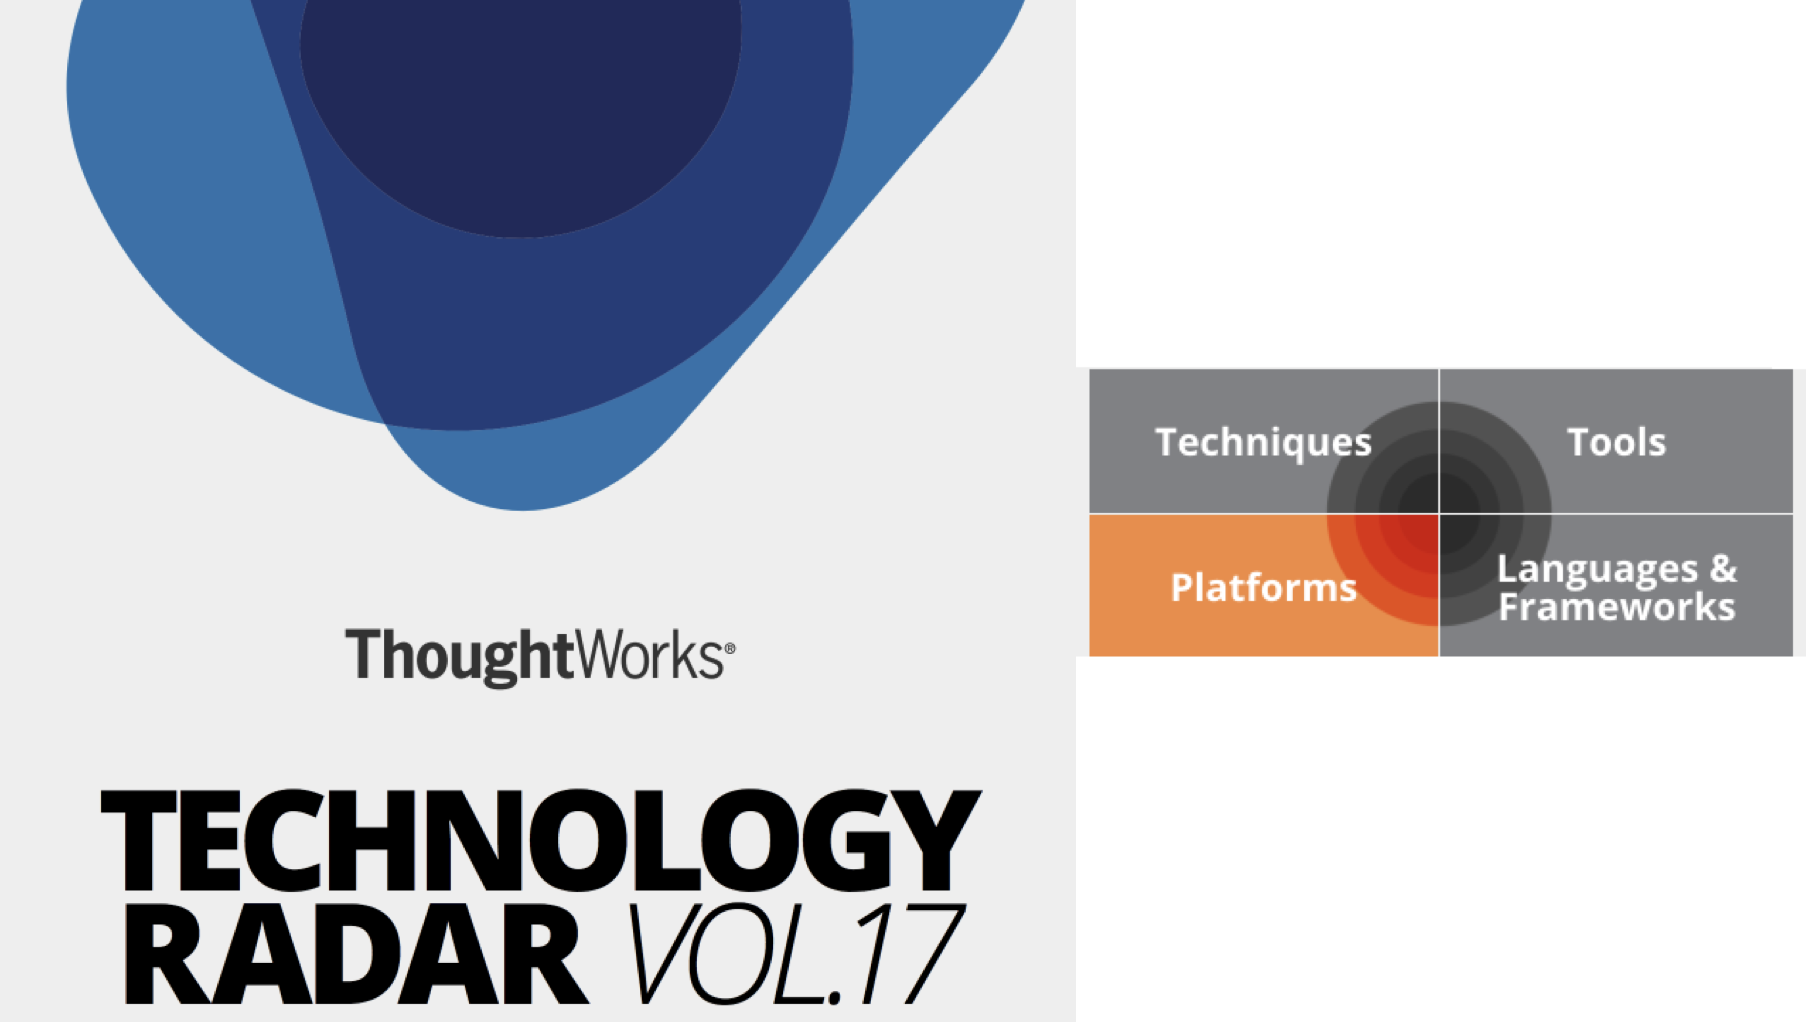 ThoughtWorks®
TECHNOLOGY
RADAR VOL.17
Techniques
Tools
Platforms
Languages &
Frameworks